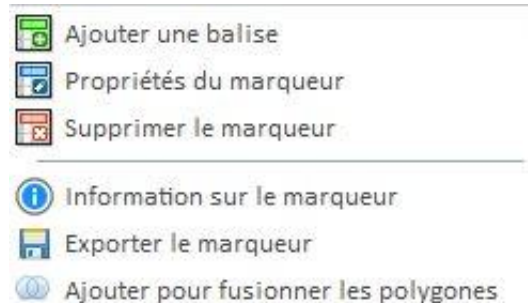 Ajouter une balise
Propriétés du marqueur
Supprimer le marqueur
Information sur le marqueur
Exporter le marqueur
Ajouter pour fusionner les polygones